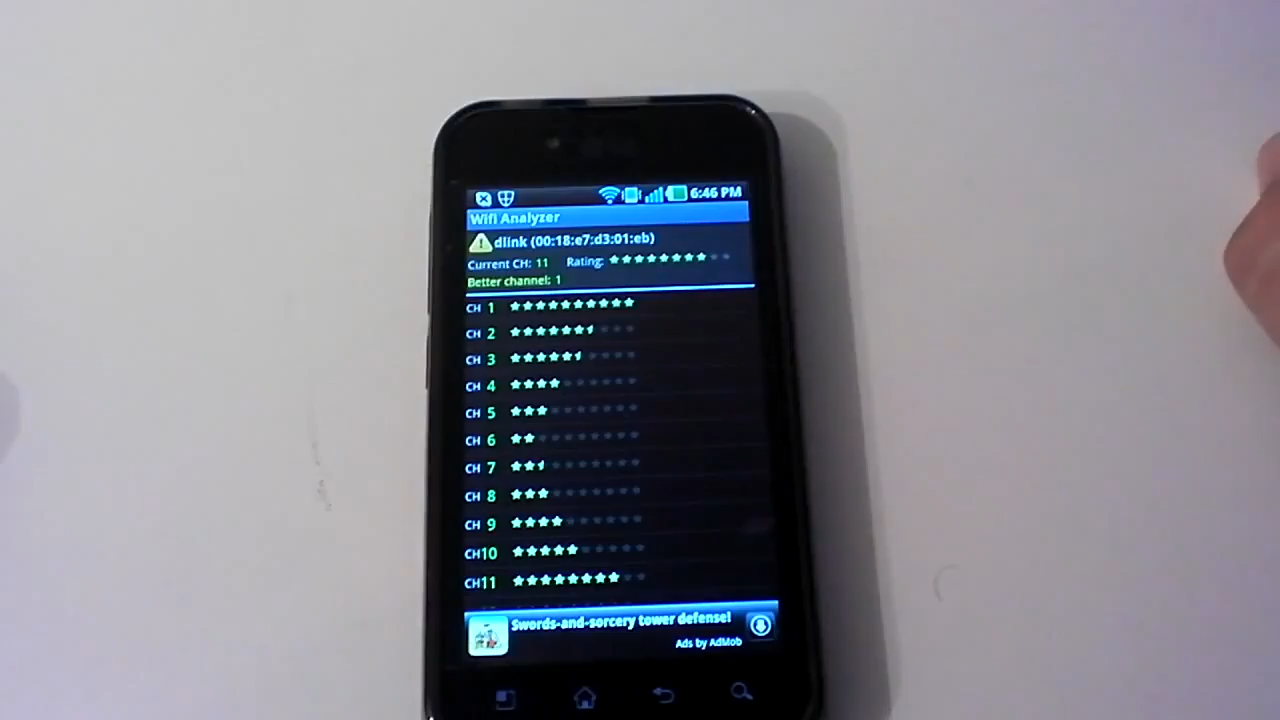 6:46 PM
Wifi Analyzer
dlink (00:18:e7:d3:01:eb)
Current CH: 11 Rating:
Better channel: 1
CH 1
CH 2
CH 3
CH 4
CH 5
CH 6
CH 7
CH 8
CH 9
CH10
CH11
Swords-and-sorcery tower defense!
Ads by AdMob